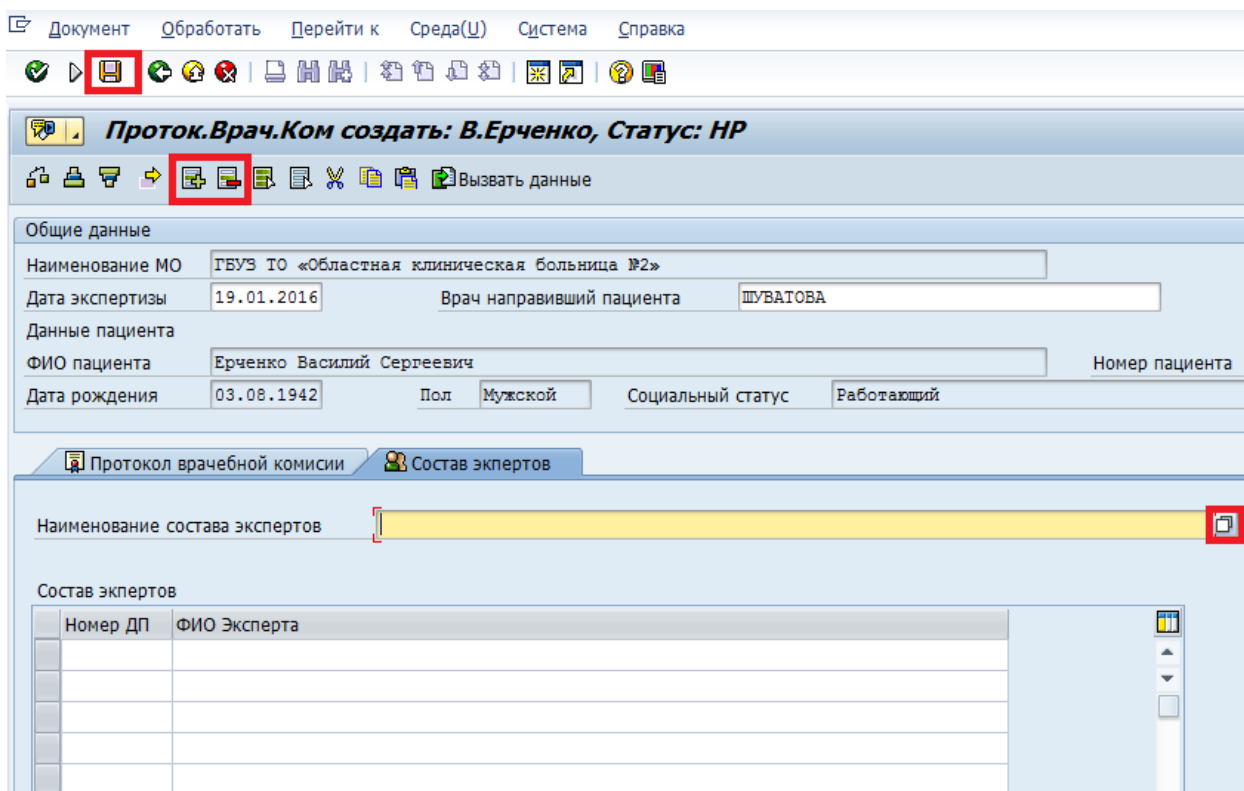 Документ Обработать Перейти к Среда(U) Система Справка
Проток.Врач.Ком создать: В.Ерченко, Статус: НР
Вызвать данные
Общие данные
Наименование МО ГБУЗ ТО «Областная клиническая больница №2»
Дата экспертизы 19.01.2016 Врач направивший пациента ШУВАТОВА
Данные пациента
ФИО пациента Ерченко Василий Сергеевич Номер пациента
Дата рождения 03.08.1942 Пол Мужской Социальный статус Работающий
Протокол врачебной комисии Состав экпертов
Наименование состава экспертов
Состав экпертов
Номер ДП ФИО Эксперта